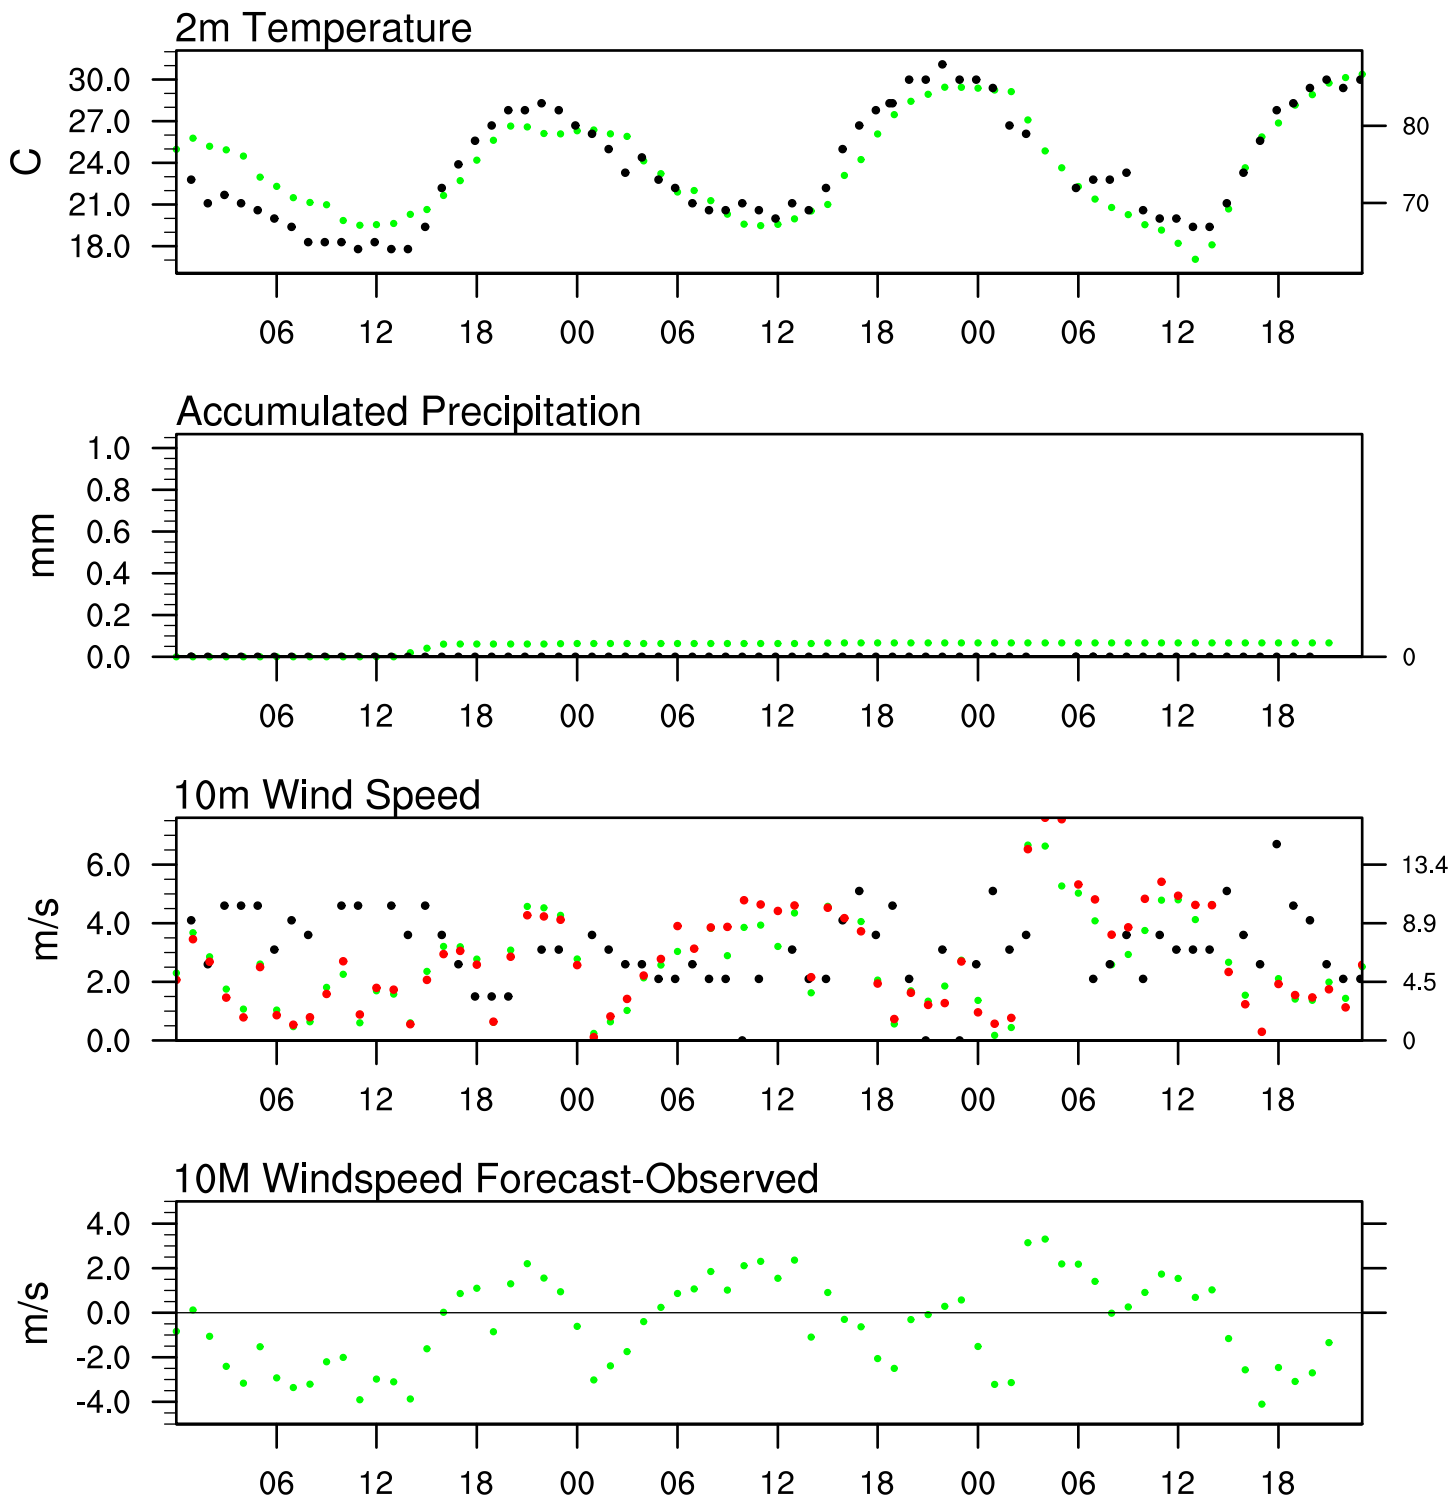 2m Temperature
30.0
27.0
24.0
21.0
18.0
C
80
70
06 12 18 00 06 12 18 00 06 12 18
Accumulated Precipitation
1.0
0.8
0.6
0.4
0.2
0.0
mm
0
06 12 18 00 06 12 18 00 06 12 18
10m Wind Speed
6.0
4.0
2.0
0.0
m/s
13.4
8.9
4.5
0
06 12 18 00 06 12 18 00 06 12 18
10M Windspeed Forecast-Observed
4.0
2.0
0.0
-2.0
-4.0
m/s
06 12 18 00 06 12 18 00 06 12 18